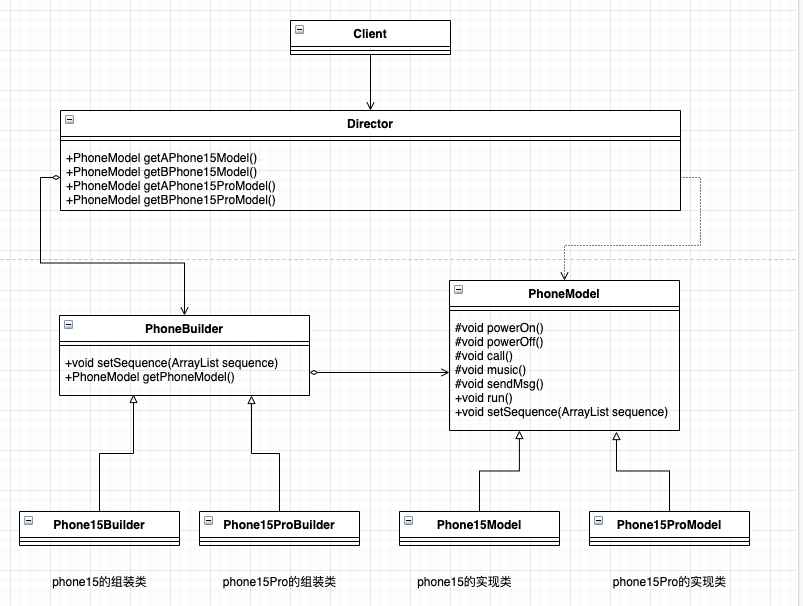 Client
Director
+PhoneModel getAPhone15Model()
+PhoneModel getBPhone15Model()
+PhoneModel getAPhone15ProModel()
+PhoneModel getBPhone15ProModel()
PhoneBuilder
+void setSequence(ArrayList sequence)
+PhoneModel getPhoneModel()
PhoneModel
#void powerOn()
#void powerOff()
#void call()
#void music()
#void sendMsg()
+void run()
+void setSequence(ArrayList sequence)
Phone15Builder
Phone15ProBuilder
Phone15Model
Phone15ProModel
phone15的组装类
phone15Pro的组装类
phone15的实现类
phone15Pro的实现类